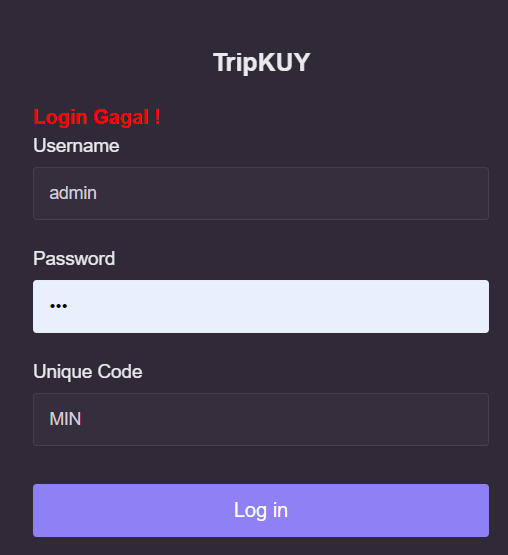 TripKUY
Login Gagal !
Username
admin
Password
•••
Unique Code
MIN
Log in